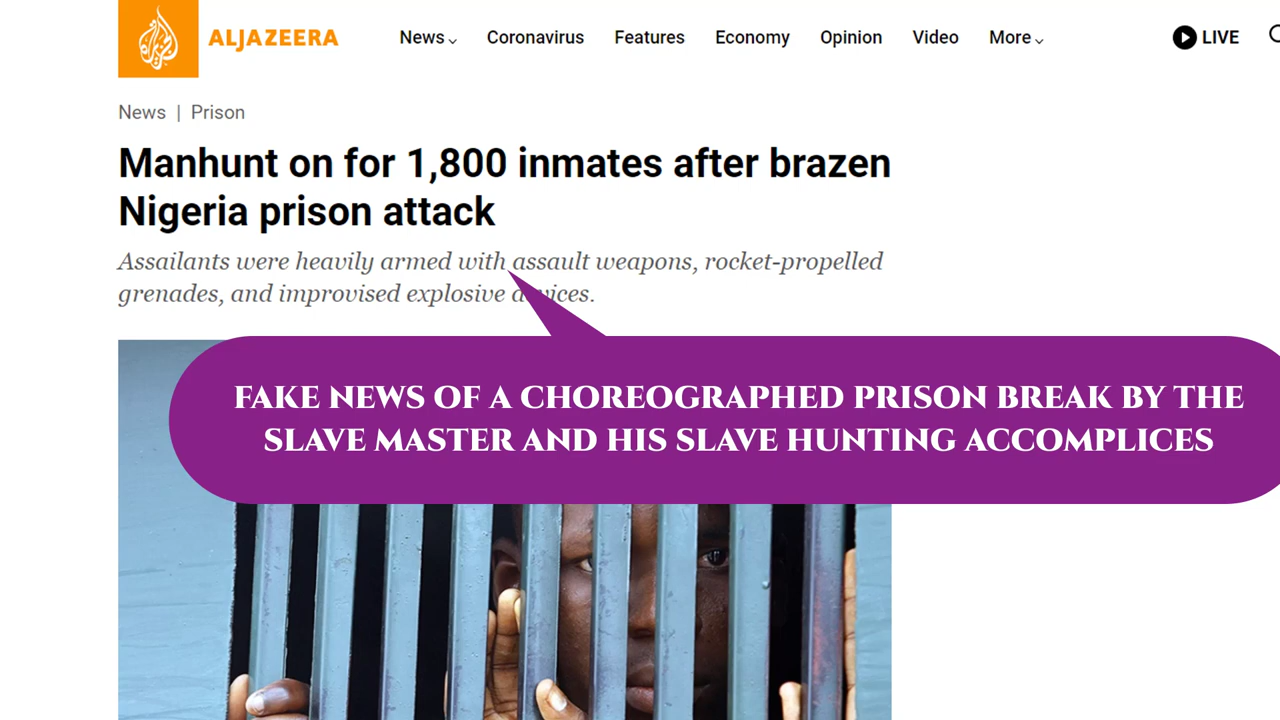 ALJAZEERA News Coronavirus Features Economy Opinion Video More LIVE
News | Prison
Manhunt on for 1,800 inmates after brazen
Nigeria prison attack
Assailants were heavily armed with assault weapons, rocket-propelled
grenades, and improvised explosive devices.
FAKE NEWS OF A CHOREOGRAPHED PRISON BREAK BY THE
SLAVE MASTER AND HIS SLAVE HUNTING ACCOMPLICES